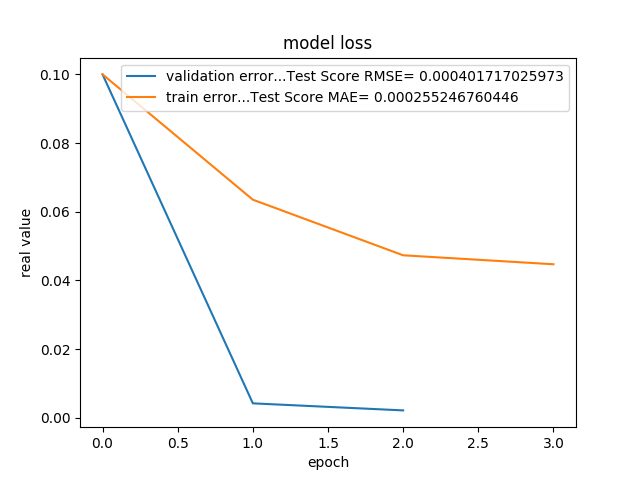 model loss
validation error...Test Score RMSE= 0.000401717025973
train error...Test Score MAE= 0.000255246760446
0.10
0.08
0.06
0.04
0.02
0.00
real value
0.0 0.5 1.0 1.5 2.0 2.5 3.0
epoch